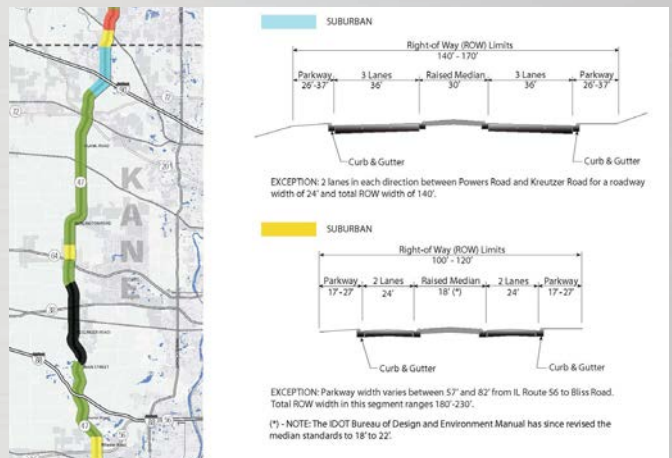 SUBURBAN
Right-of Way (ROW) Limits
140' - 170'
Parkway 3 Lanes Raised Median 3 Lanes Parkway
26'-37' 36' 30' 36' 26'-37'
Curb & Gutter Curb & Gutter
EXCEPTION: 2 lanes in each direction between Powers Road and Kreutzer Road for a roadway
width of 24' and total ROW width of 140'.
SUBURBAN
Right-of Way (ROW) Limits
100' - 120'
Parkway 2 Lanes Raised Median 2 Lanes Parkway
17'-27' 24' 18' (*) 24' 17'-27'
Curb & Gutter Curb & Gutter
EXCEPTION: Parkway width varies between 57' and 82' from IL Route 56 to Bliss Road.
Total ROW width in this segment ranges 180'-230'.
(*) - NOTE: The IDOT Bureau of Design and Environment Manual has since revised the
median standards to 18' to 22'.
90
72
47
KANE
64
47
56